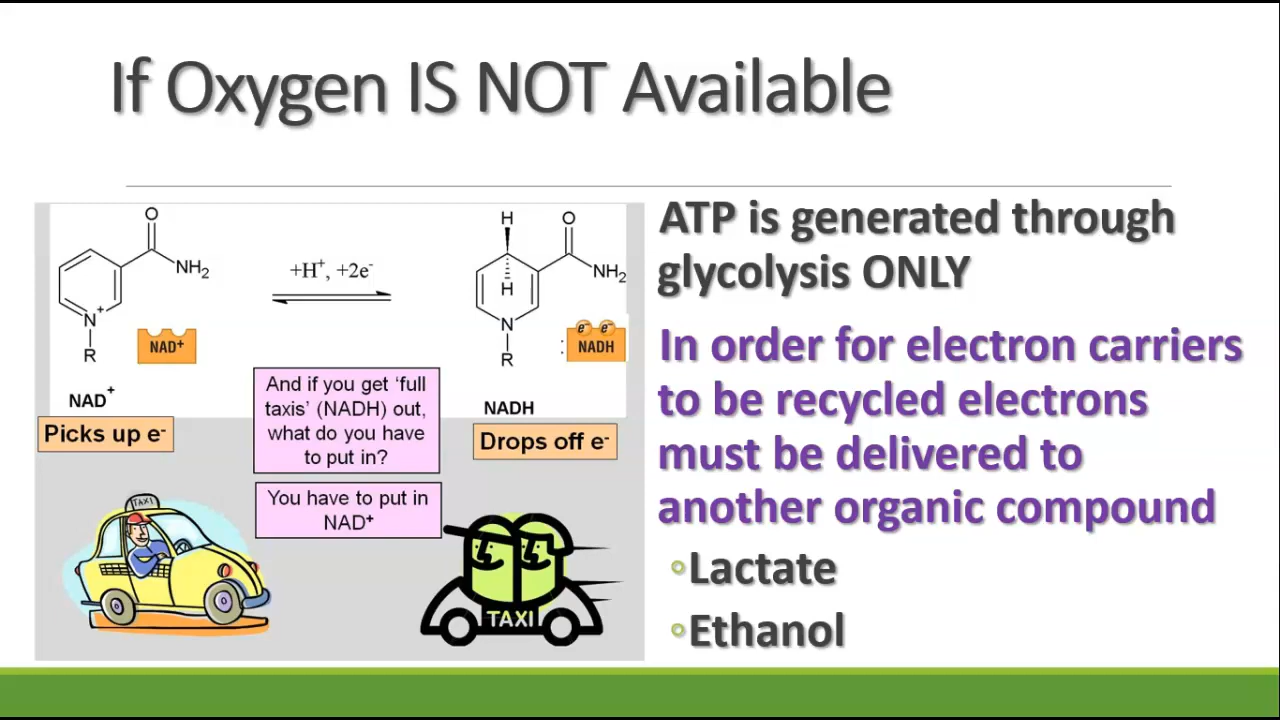 If Oxygen IS NOT Available
O
NH₂
N⁺
R
NAD⁺
NAD⁺
Picks up e⁻
+H⁺, +2e⁻
H
O
NH₂
H
N
R
e⁻ e⁻
: NADH
NADH
Drops off e⁻
And if you get ‘full
taxis’ (NADH) out,
what do you have
to put in?
You have to put in
NAD⁺
TAXI
TAXI
ATP is generated through
glycolysis ONLY
In order for electron carriers
to be recycled electrons
must be delivered to
another organic compound
◦Lactate
◦Ethanol